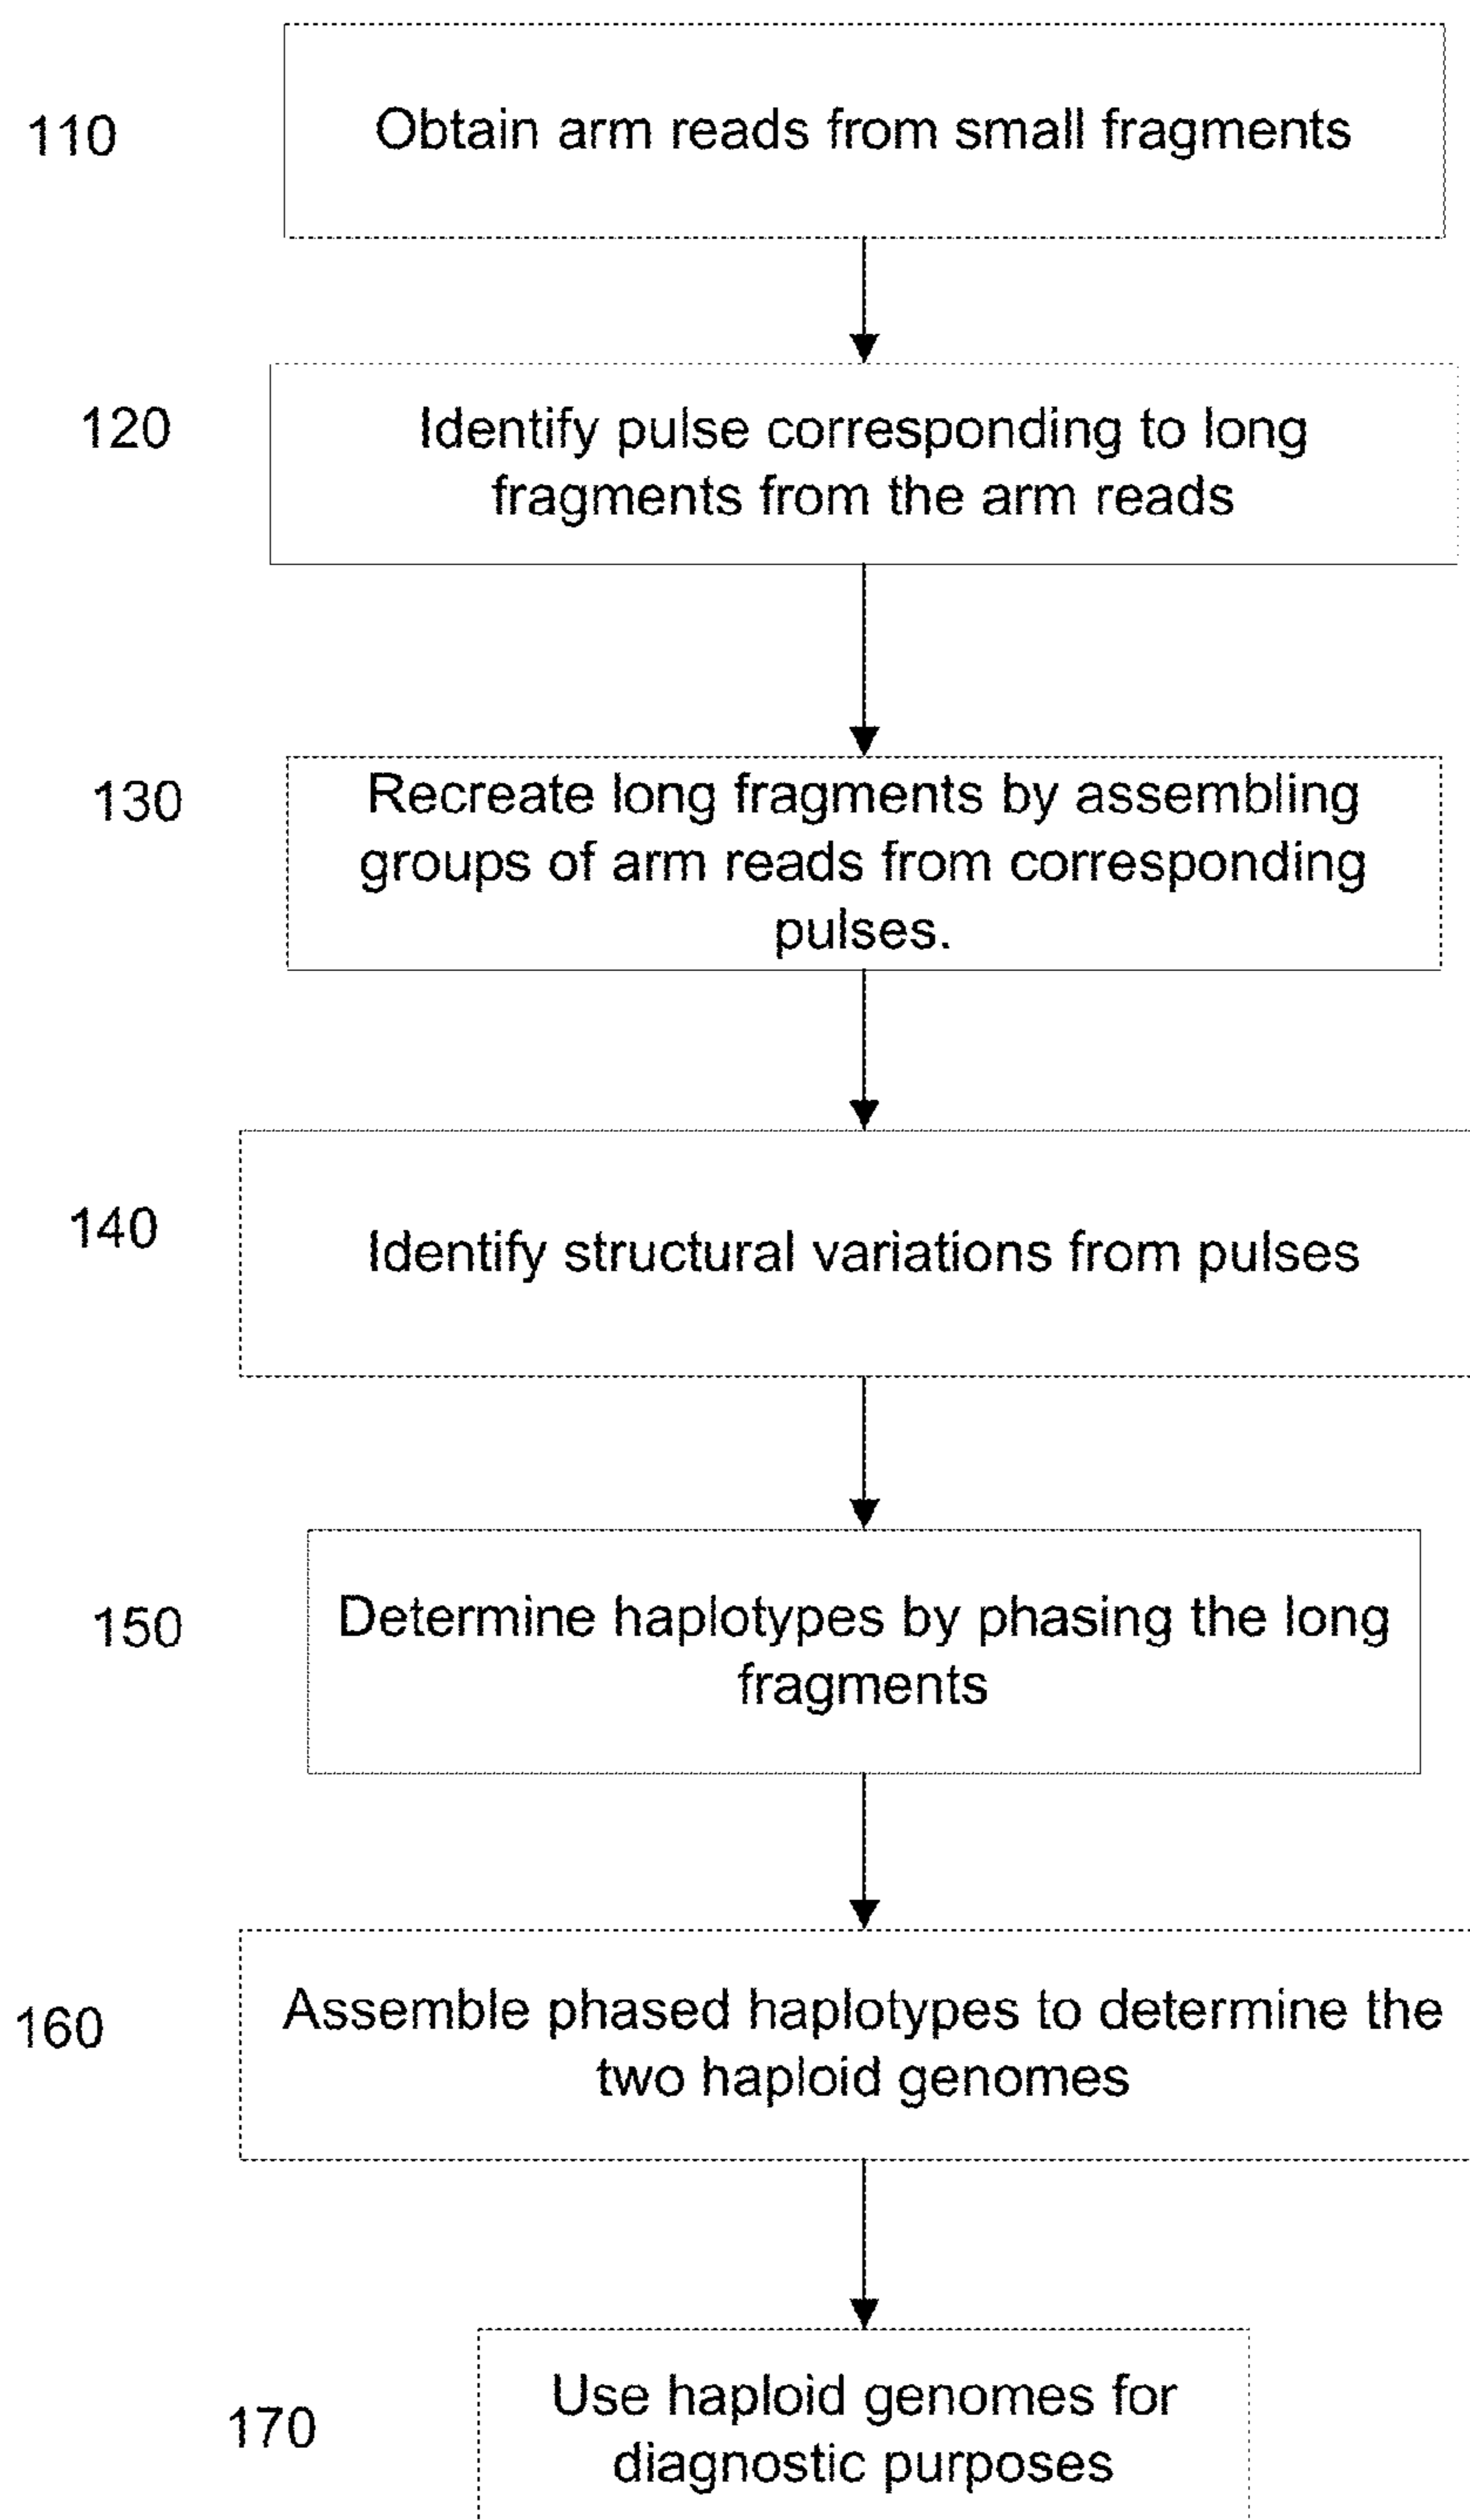 110
Obtain arm reads from small fragments
120
Identify pulse corresponding to long
fragments from the arm reads
130
Recreate long fragments by assembling
groups of arm reads from corresponding
pulses.
140
Identify structural variations from pulses
150
Determine haplotypes by phasing the long
fragments
160
Assemble phased haplotypes to determine the
two haploid genomes
170
Use haploid genomes for
diagnostic purposes